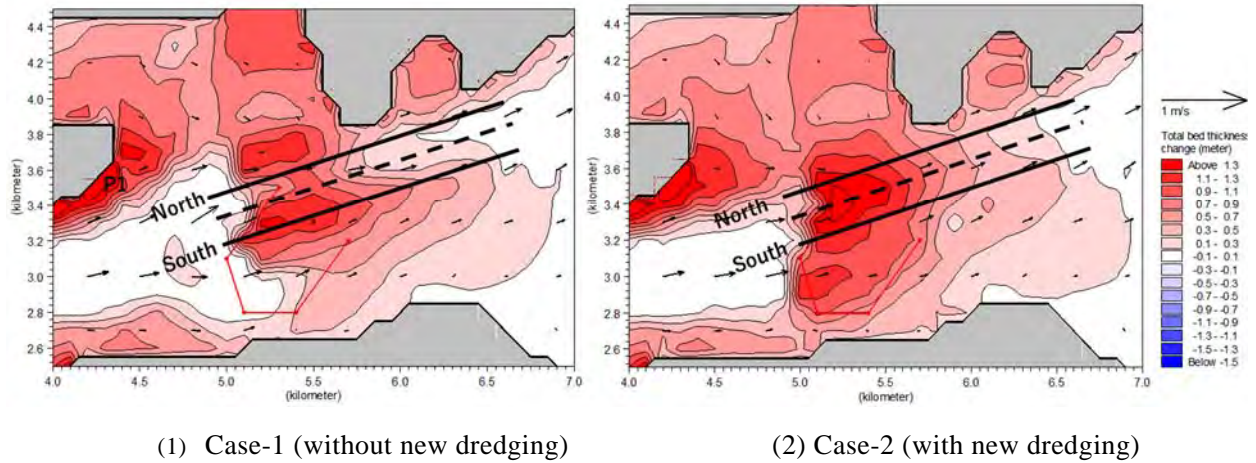 4.4
4.2
4.0
3.8
3.6
3.4
3.2
3.0
2.8
2.6
(kilometer)
P1
North
South
4.0 4.5 5.0 5.5 6.0 6.5 7.0
(kilometer)
4.4
4.2
4.0
3.8
3.6
3.4
3.2
3.0
2.8
2.6
(kilometer)
North
South
4.0 4.5 5.0 5.5 6.0 6.5 7.0
(kilometer)
1 m/s
Total bed thickness
change (meter)
Above 1.3
1.1 - 1.3
0.9 - 1.1
0.7 - 0.9
0.5 - 0.7
0.3 - 0.5
0.1 - 0.3
-0.1 - 0.1
-0.3 - -0.1
-0.5 - -0.3
-0.7 - -0.5
-0.9 - -0.7
-1.1 - -0.9
-1.3 - -1.1
-1.5 - -1.3
Below -1.5
(1) Case-1 (without new dredging)
(2) Case-2 (with new dredging)